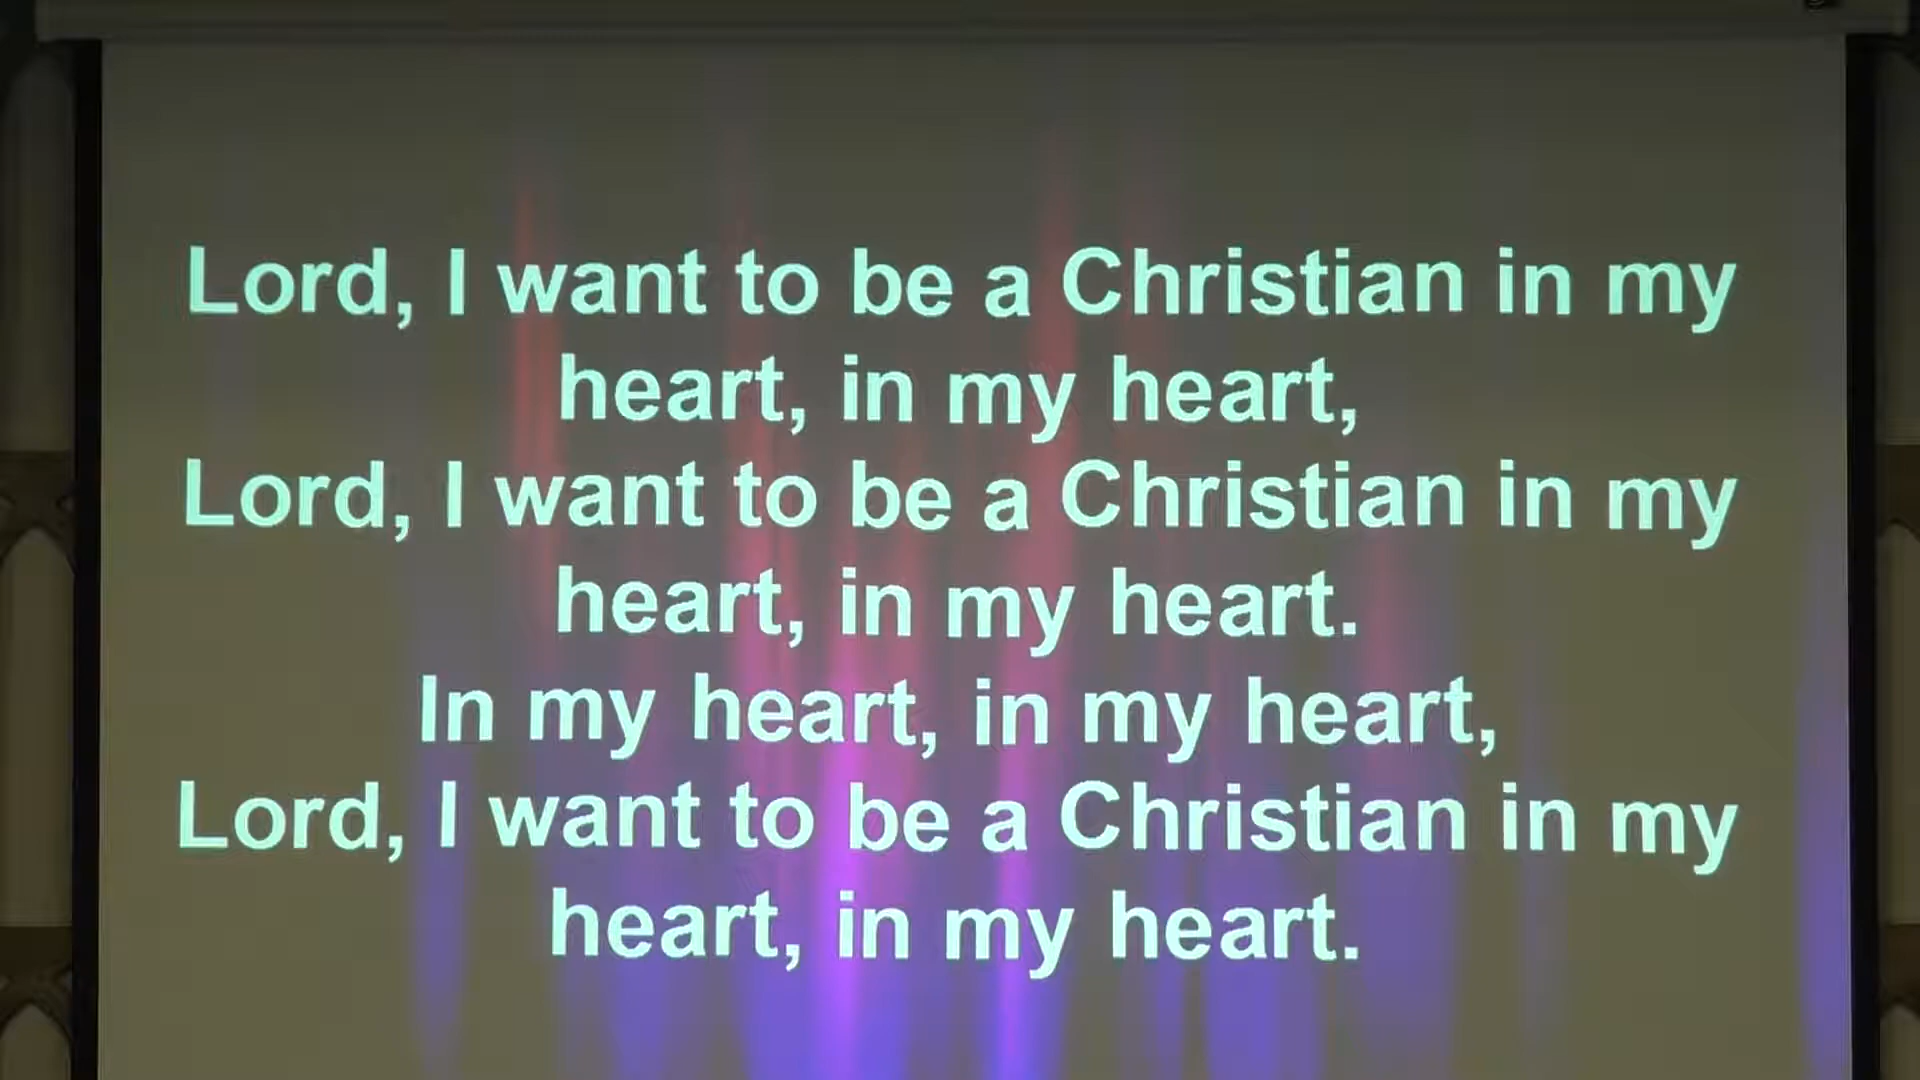 Lord, I want to be a Christian in my
heart, in my heart,
Lord, I want to be a Christian in my
heart, in my heart.
In my heart, in my heart,
Lord, I want to be a Christian in my
heart, in my heart.